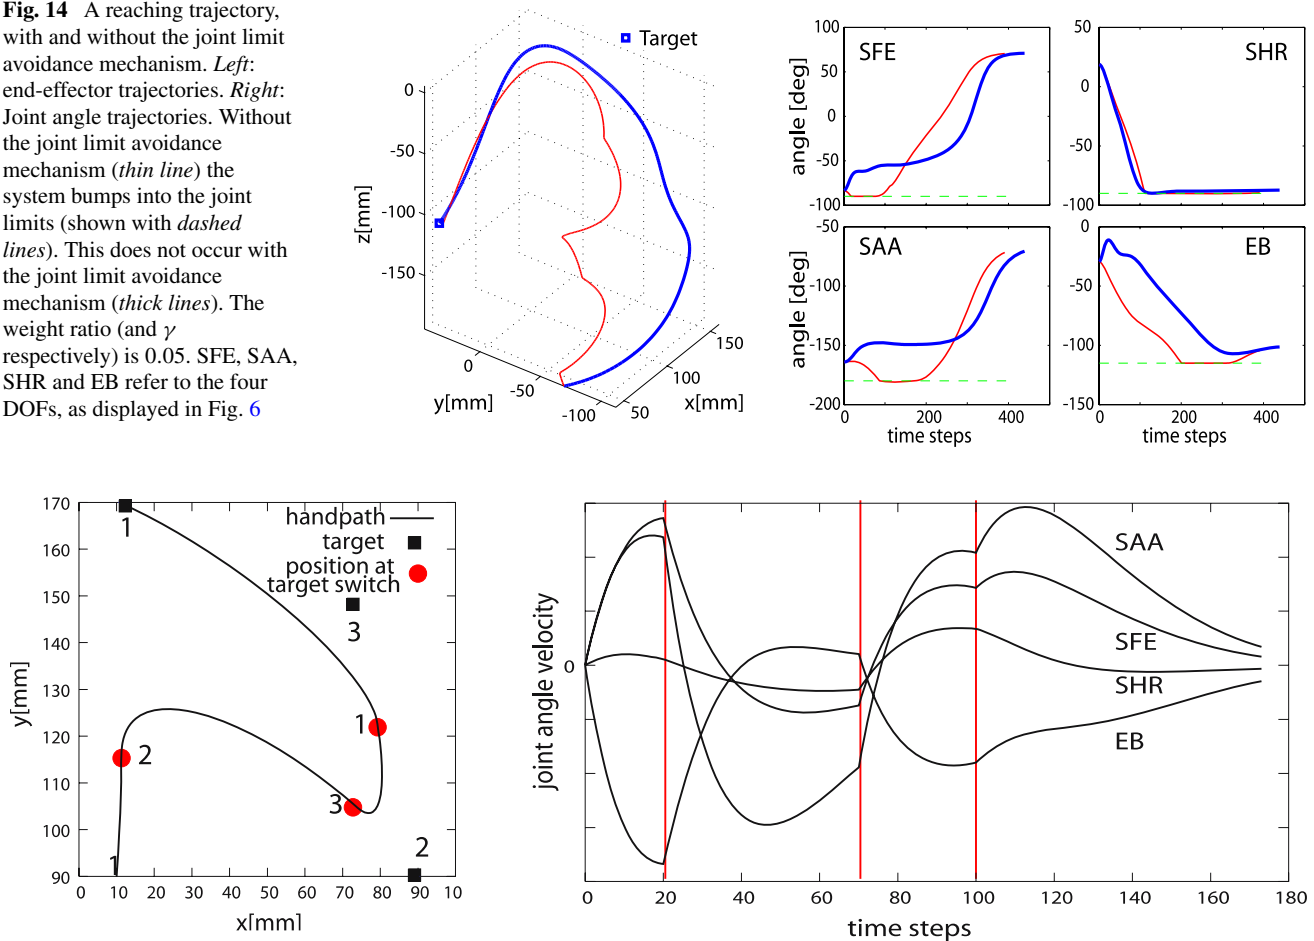 Fig. 14 A reaching trajectory,
with and without the joint limit
avoidance mechanism. Left:
end-effector trajectories. Right:
Joint angle trajectories. Without
the joint limit avoidance
mechanism (thin line) the
system bumps into the joint
limits (shown with dashed
lines). This does not occur with
the joint limit avoidance
mechanism (thick lines). The
weight ratio (and γ
respectively) is 0.05. SFE, SAA,
SHR and EB refer to the four
DOFs, as displayed in Fig. 6
Target
0
-50
-100
-150
z[mm]
0
-50
-100
y[mm]
50
100
150
x[mm]
SFE
100
50
0
-50
-100
angle [deg]
SHR
50
0
-50
-100
SAA
-50
-100
-150
-200
angle [deg]
0 200 400
time steps
EB
0
-50
-100
-150
0 200 400
time steps
170
160
150
140
130
120
110
100
90
y[mm]
handpath
target
position at
target switch
1
3
1
2
3
2
1
0 10 20 30 40 50 60 70 80 90 10
x[mm]
joint angle velocity
0
SAA
SFE
SHR
EB
0 20 40 60 80 100 120 140 160 180
time steps